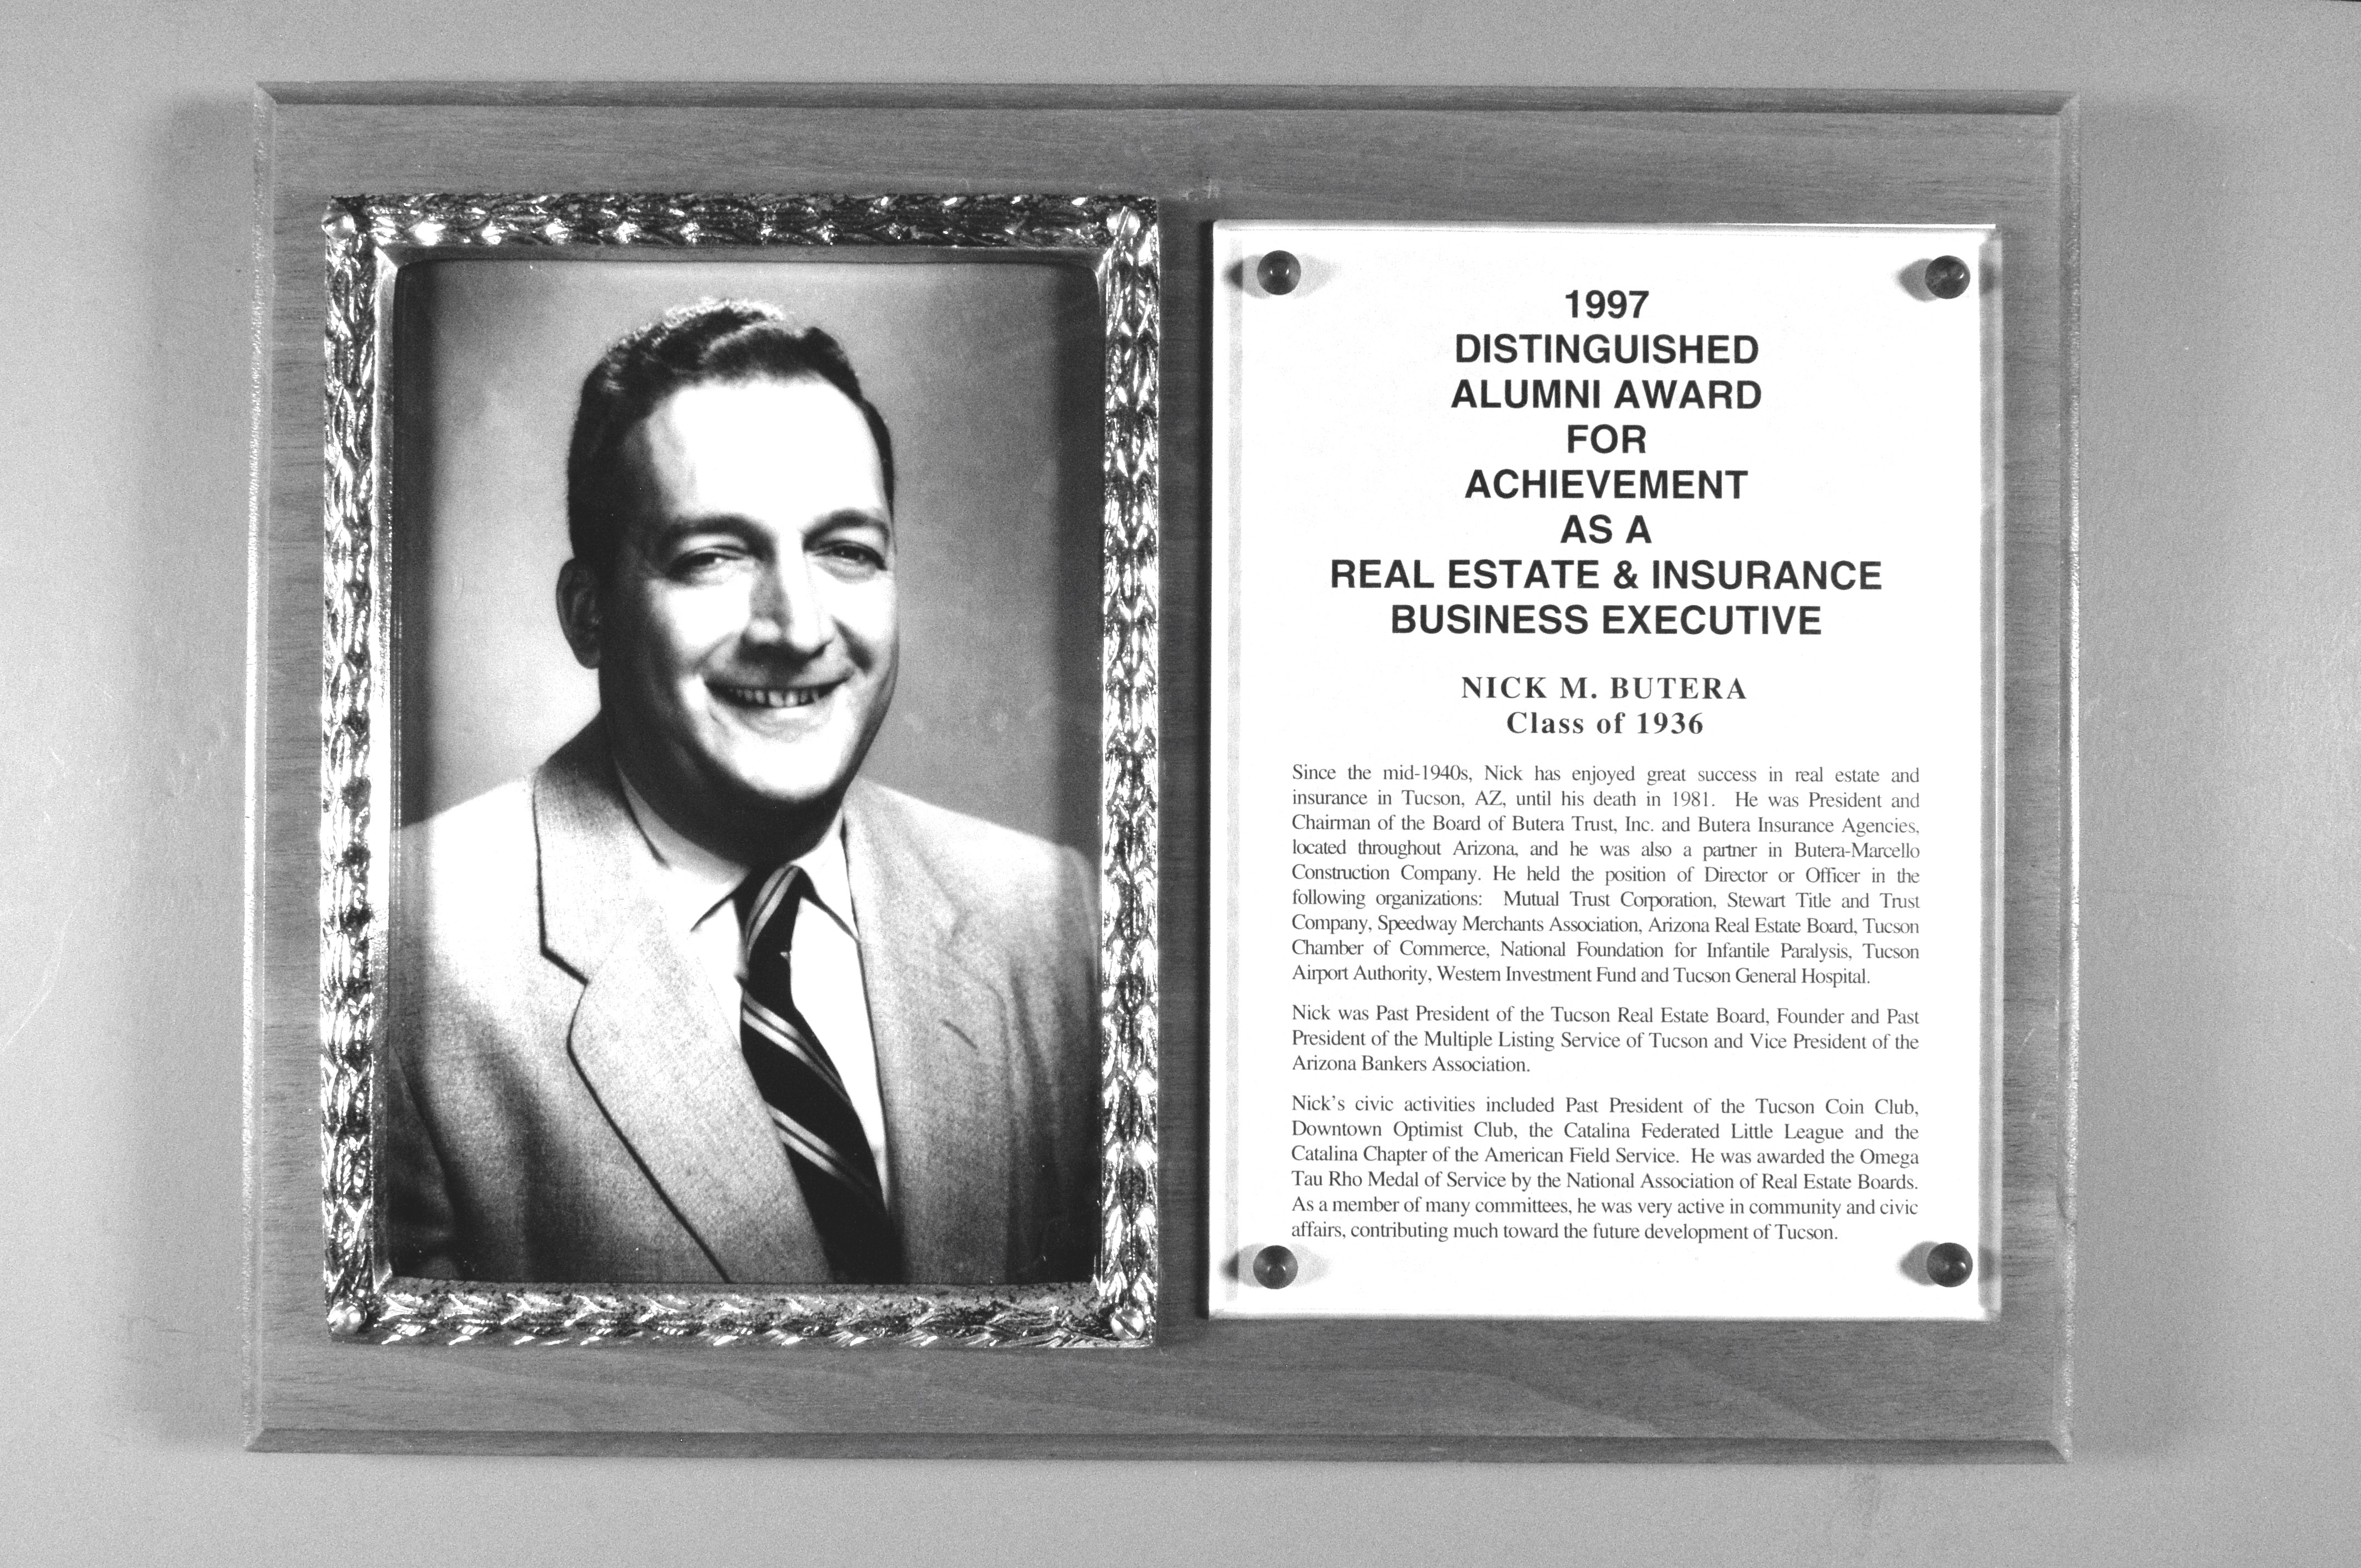 1997
DISTINGUISHED
ALUMNI AWARD
FOR
ACHIEVEMENT
AS A
REAL ESTATE & INSURANCE
BUSINESS EXECUTIVE
NICK M. BUTERA
Class of 1936
Since the mid-1940s, Nick has enjoyed great success in real estate and
insurance in Tucson, AZ, until his death in 1981. He was President and
Chairman of the Board of Butera Trust, Inc. and Butera Insurance Agencies,
located throughout Arizona, and he was also a partner in Butera-Marcello
Construction Company. He held the position of Director or Officer in the
following organizations: Mutual Trust Corporation, Stewart Title and Trust
Company, Speedway Merchants Association, Arizona Real Estate Board, Tucson
Chamber of Commerce, National Foundation for Infantile Paralysis, Tucson
Airport Authority, Western Investment Fund and Tucson General Hospital.
Nick was Past President of the Tucson Real Estate Board, Founder and Past
President of the Multiple Listing Service of Tucson and Vice President of the
Arizona Bankers Association.
Nick's civic activities included Past President of the Tucson Coin Club,
Downtown Optimist Club, the Catalina Federated Little League and the
Catalina Chapter of the American Field Service. He was awarded the Omega
Tau Rho Medal of Service by the National Association of Real Estate Boards.
As a member of many committees, he was very active in community and civic
affairs, contributing much toward the future development of Tucson.